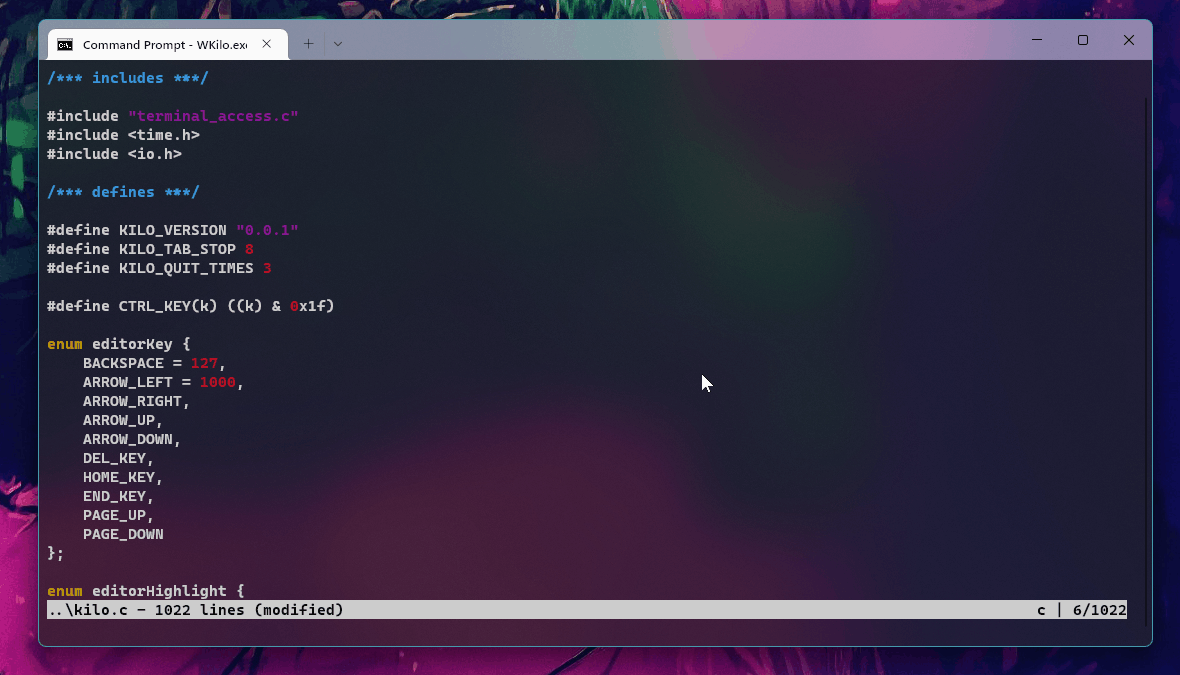 Command Prompt - WKilo.exe
/*** includes ***/
#include "terminal_access.c"
#include <time.h>
#include <io.h>
/*** defines ***/
#define KILO_VERSION "0.0.1"
#define KILO_TAB_STOP 8
#define KILO_QUIT_TIMES 3
#define CTRL_KEY(k) ((k) & 0x1f)
enum editorKey {
    BACKSPACE = 127,
    ARROW_LEFT = 1000,
    ARROW_RIGHT,
    ARROW_UP,
    ARROW_DOWN,
    DEL_KEY,
    HOME_KEY,
    END_KEY,
    PAGE_UP,
    PAGE_DOWN
};
enum editorHighlight {
..\kilo.c - 1022 lines (modified) c | 6/1022